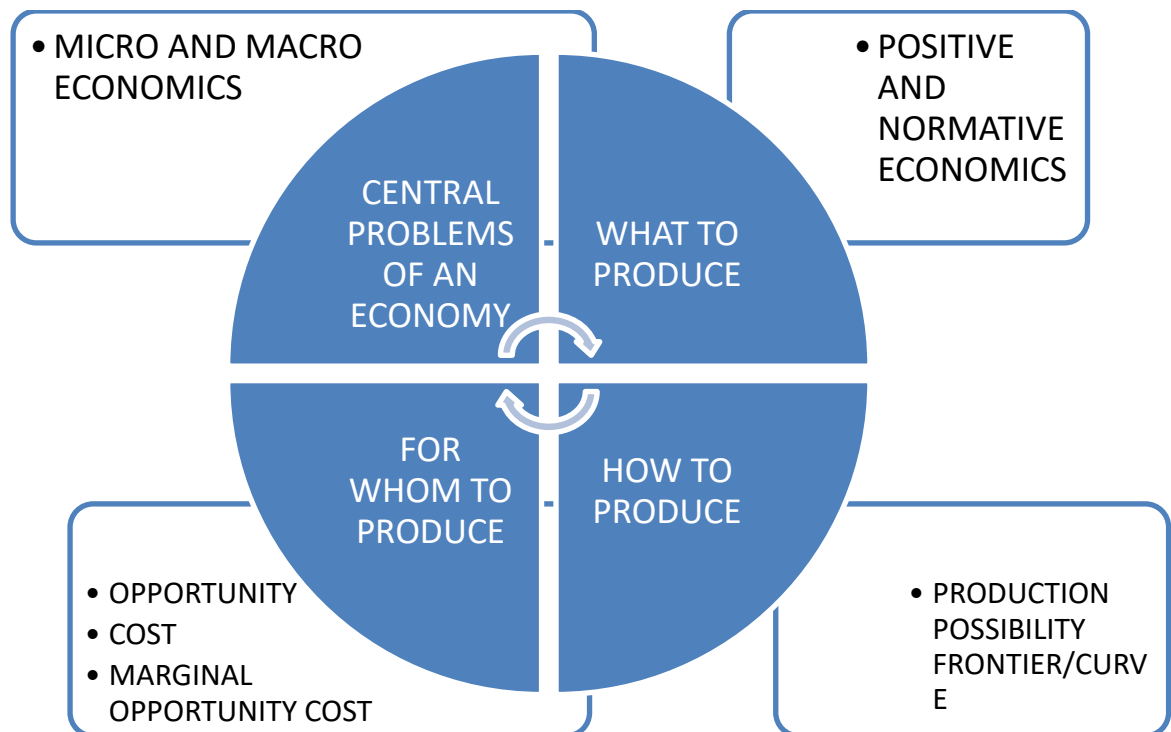 • MICRO AND MACRO
ECONOMICS
• POSITIVE
AND
NORMATIVE
ECONOMICS
CENTRAL
PROBLEMS
OF AN
ECONOMY
WHAT TO
PRODUCE
FOR
WHOM TO
PRODUCE
HOW TO
PRODUCE
• OPPORTUNITY
• COST
• MARGINAL
OPPORTUNITY COST
• PRODUCTION
POSSIBILITY
FRONTIER/CURV
E